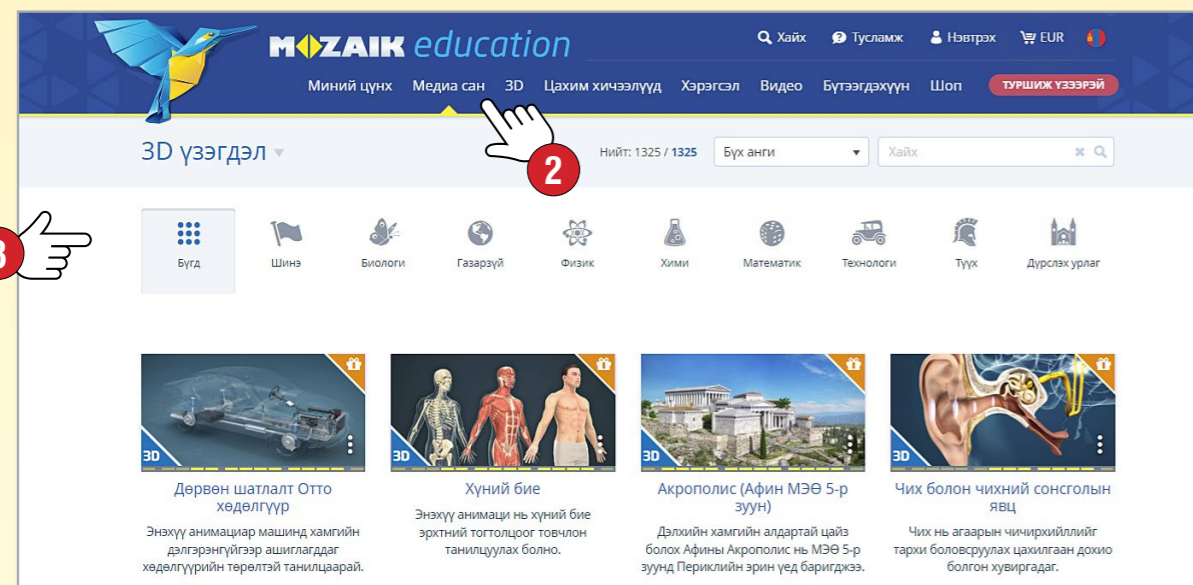 MOZAIK education
Хайх Тусламж Нэвтрэх EUR
Миний цүнх Медиа сан 3D Цахим хичээлүүд Хэрэгсэл Видео Бүтээгдэхүүн Шоп ТУРШИЖ ҮЗЭЭРЭЙ
3D үзэгдэл Нийт: 1325 / 1325 Бүх анги Хайх
2
3
Бүгд Шинэ Биологи Газарзүй Физик Хими Математик Технологи Түүх Дүрслэх урлаг
3D 3D 3D 3D
Дөрвөн шатлалт Отто
хөдөлгүүр
Энэхүү анимациар машинд хамгийн
дэлгэрэнгүйгээр ашиглагддаг
хөдөлгүүрийн төрөлтэй танилцаарай.
Хүний бие
Энэхүү анимаци нь хүний бие
эрхтний тогтолцоог товчлон
танилцуулах болно.
Акрополис (Афин МЭӨ 5-р
зуун)
Дэлхийн хамгийн алдартай цайз
болох Афины Акрополис нь МЭӨ 5-р
зуунд Периклийн эрин үед баригджээ.
Чих болон чихний сонсголын
явц
Чих нь агаарын чичирхийллийг
тархи боловсруулах цахилгаан дохио
болгон хувиргадаг.